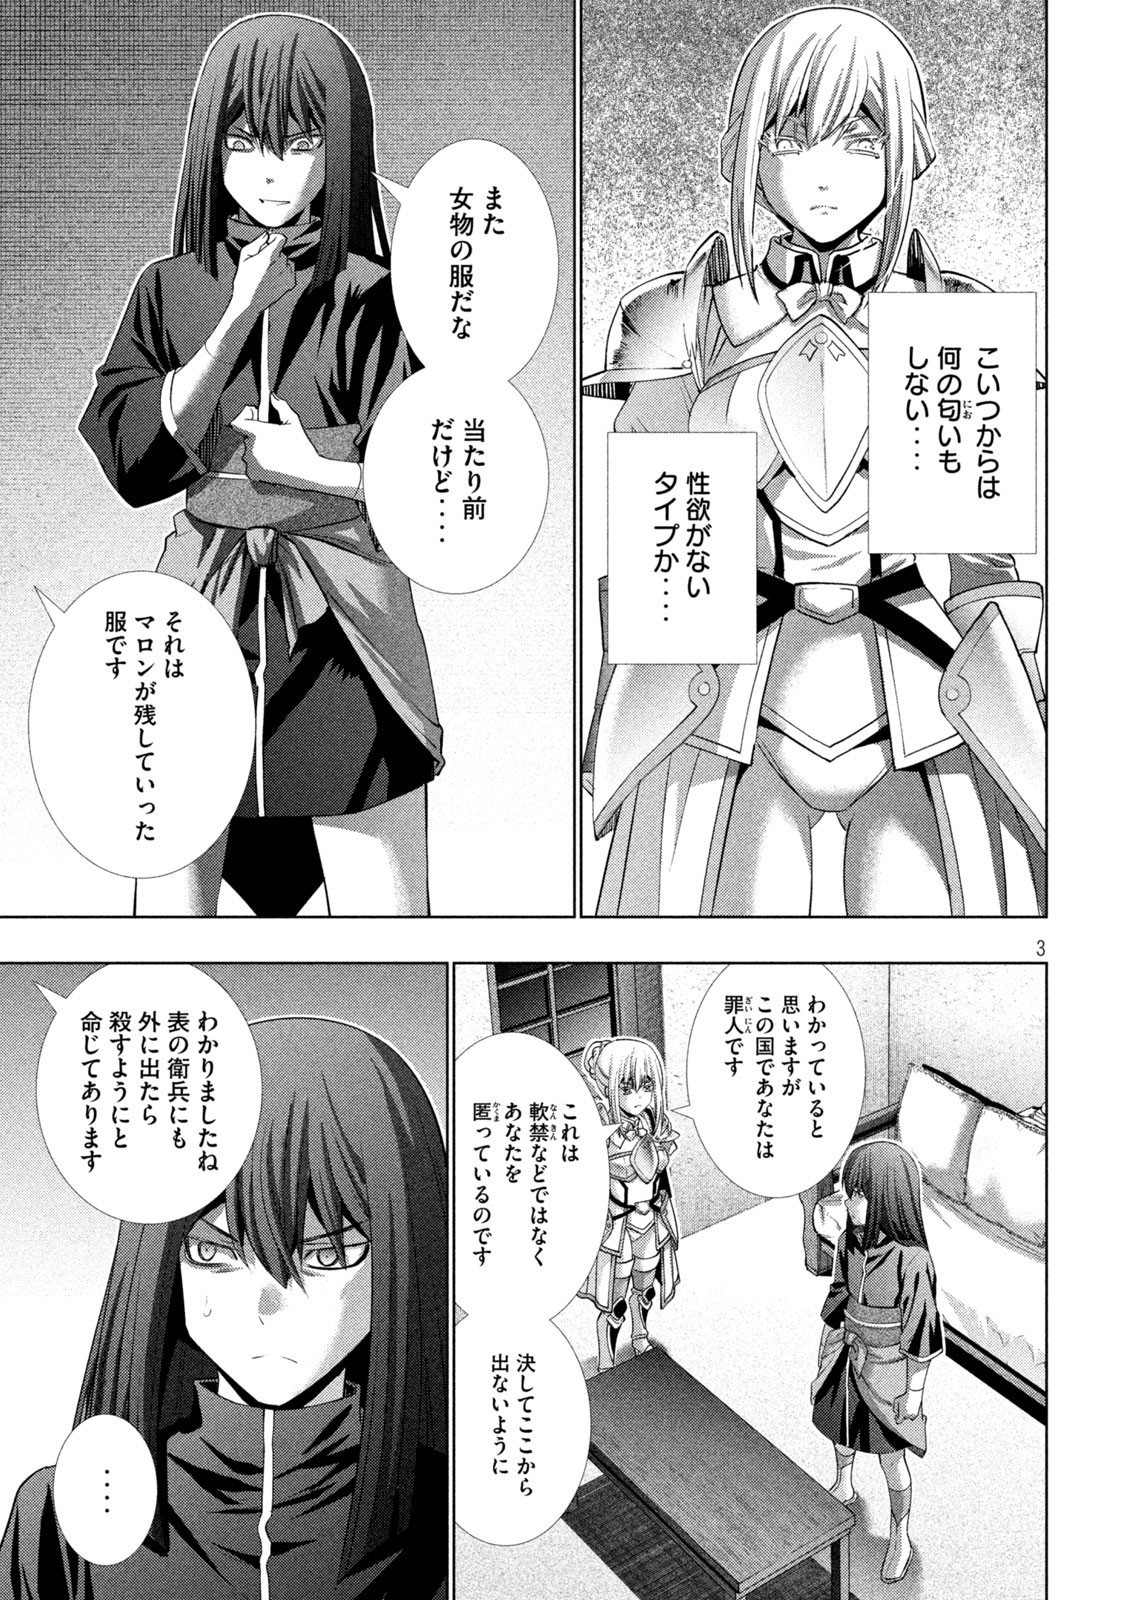 こいつからは
何の匂いも
しない‥‥
性欲がない
タイプか‥‥
また
女物の服だな
当たり前
だけど‥‥
それは
マロンが残していった
服です
3
わかっていると
思いますが
この国であなたは
罪人です
これは
軟禁などではなく
あなたを
匿っているのです
決してここから
出ないように
わかりましたね
表の衛兵にも
外に出たら
殺すようにと
命じてあります
‥‥